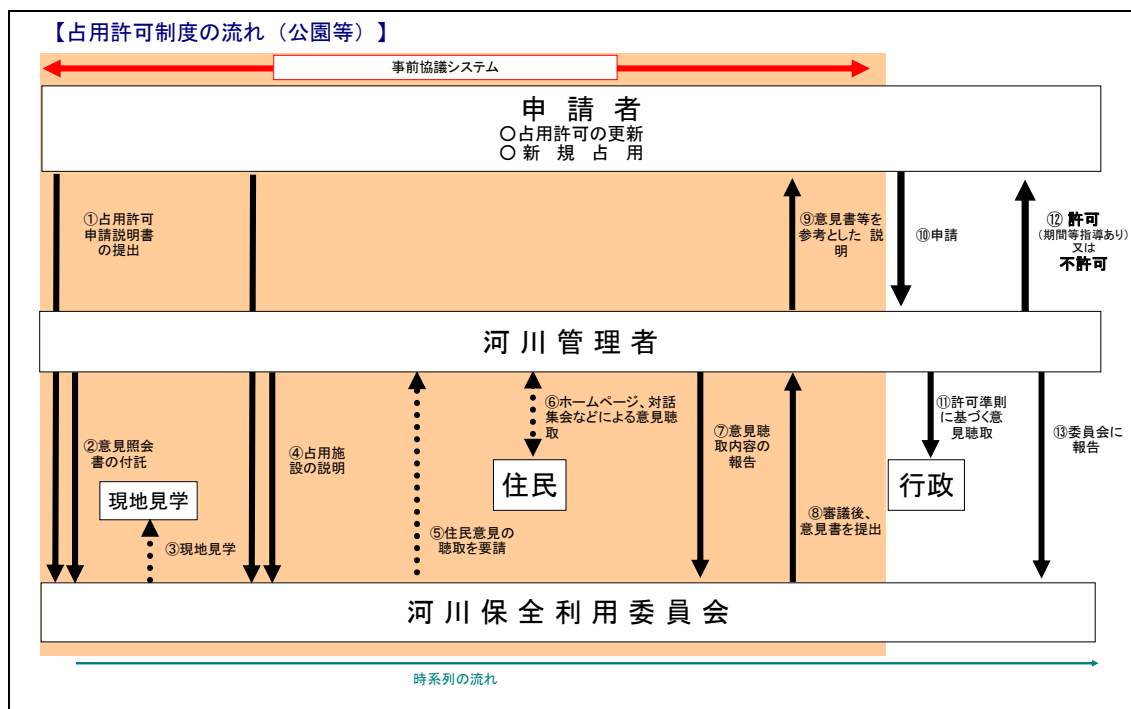 【占用許可制度の流れ（公園等）】
事前協議システム
申請者
○占用許可の更新
○新規占用
①占用許可
申請説明書
の提出
⑨意見書等を
参考とした 説
明
⑩申請
⑫ 許可
(期間等指導あり)
又は
不許可
河川管理者
②意見照会
書の付託
現地見学
③現地見学
④占用施
設の説明
⑤住民意見の
聴取を要請
⑥ホームページ、対話
集会などによる意見聴
取
住民
⑦意見聴
取内容の
報告
⑧審議後、
意見書を提出
⑪許可準則
に基づく意
見聴取
行政
⑬委員会に
報告
河川保全利用委員会
時系列の流れ